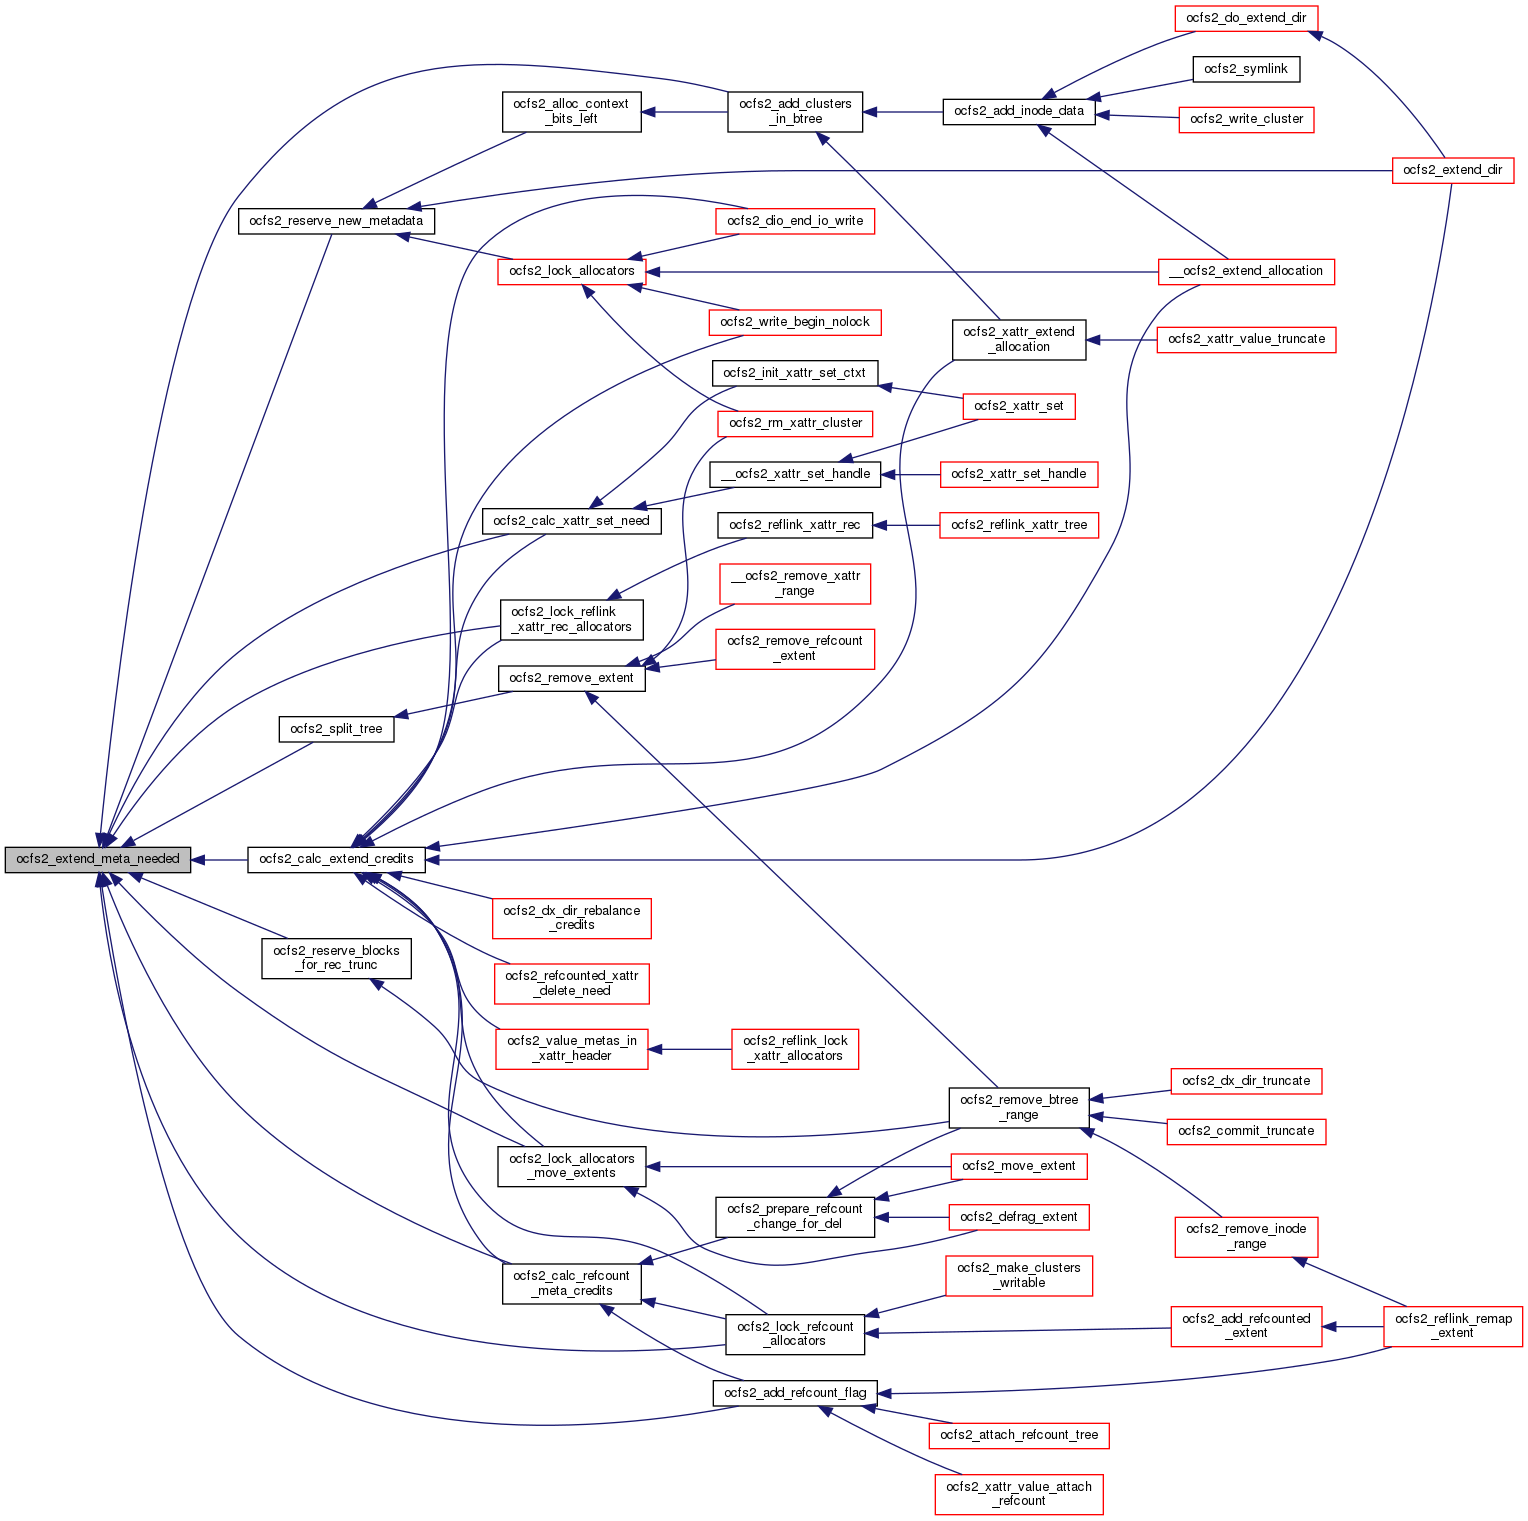 ocfs2_do_extend_dir
ocfs2_symlink
ocfs2_alloc_context
_bits_left
ocfs2_add_clusters
_in_btree
ocfs2_add_inode_data
ocfs2_write_cluster
ocfs2_extend_dir
ocfs2_reserve_new_metadata
ocfs2_dio_end_io_write
ocfs2_lock_allocators
__ocfs2_extend_allocation
ocfs2_write_begin_nolock
ocfs2_xattr_extend
_allocation
ocfs2_xattr_value_truncate
ocfs2_init_xattr_set_ctxt
ocfs2_xattr_set
ocfs2_rm_xattr_cluster
__ocfs2_xattr_set_handle
ocfs2_xattr_set_handle
ocfs2_calc_xattr_set_need
ocfs2_reflink_xattr_rec
ocfs2_reflink_xattr_tree
__ocfs2_remove_xattr
_range
ocfs2_lock_reflink
_xattr_rec_allocators
ocfs2_remove_refcount
_extent
ocfs2_remove_extent
ocfs2_split_tree
ocfs2_extend_meta_needed
ocfs2_calc_extend_credits
ocfs2_dx_dir_rebalance
_credits
ocfs2_reserve_blocks
_for_rec_trunc
ocfs2_refcounted_xattr
_delete_need
ocfs2_value_metas_in
_xattr_header
ocfs2_reflink_lock
_xattr_allocators
ocfs2_dx_dir_truncate
ocfs2_remove_btree
_range
ocfs2_commit_truncate
ocfs2_lock_allocators
_move_extents
ocfs2_move_extent
ocfs2_prepare_refcount
_change_for_del
ocfs2_defrag_extent
ocfs2_remove_inode
_range
ocfs2_calc_refcount
_meta_credits
ocfs2_make_clusters
_writable
ocfs2_lock_refcount
_allocators
ocfs2_add_refcounted
_extent
ocfs2_reflink_remap
_extent
ocfs2_add_refcount_flag
ocfs2_attach_refcount_tree
ocfs2_xattr_value_attach
_refcount